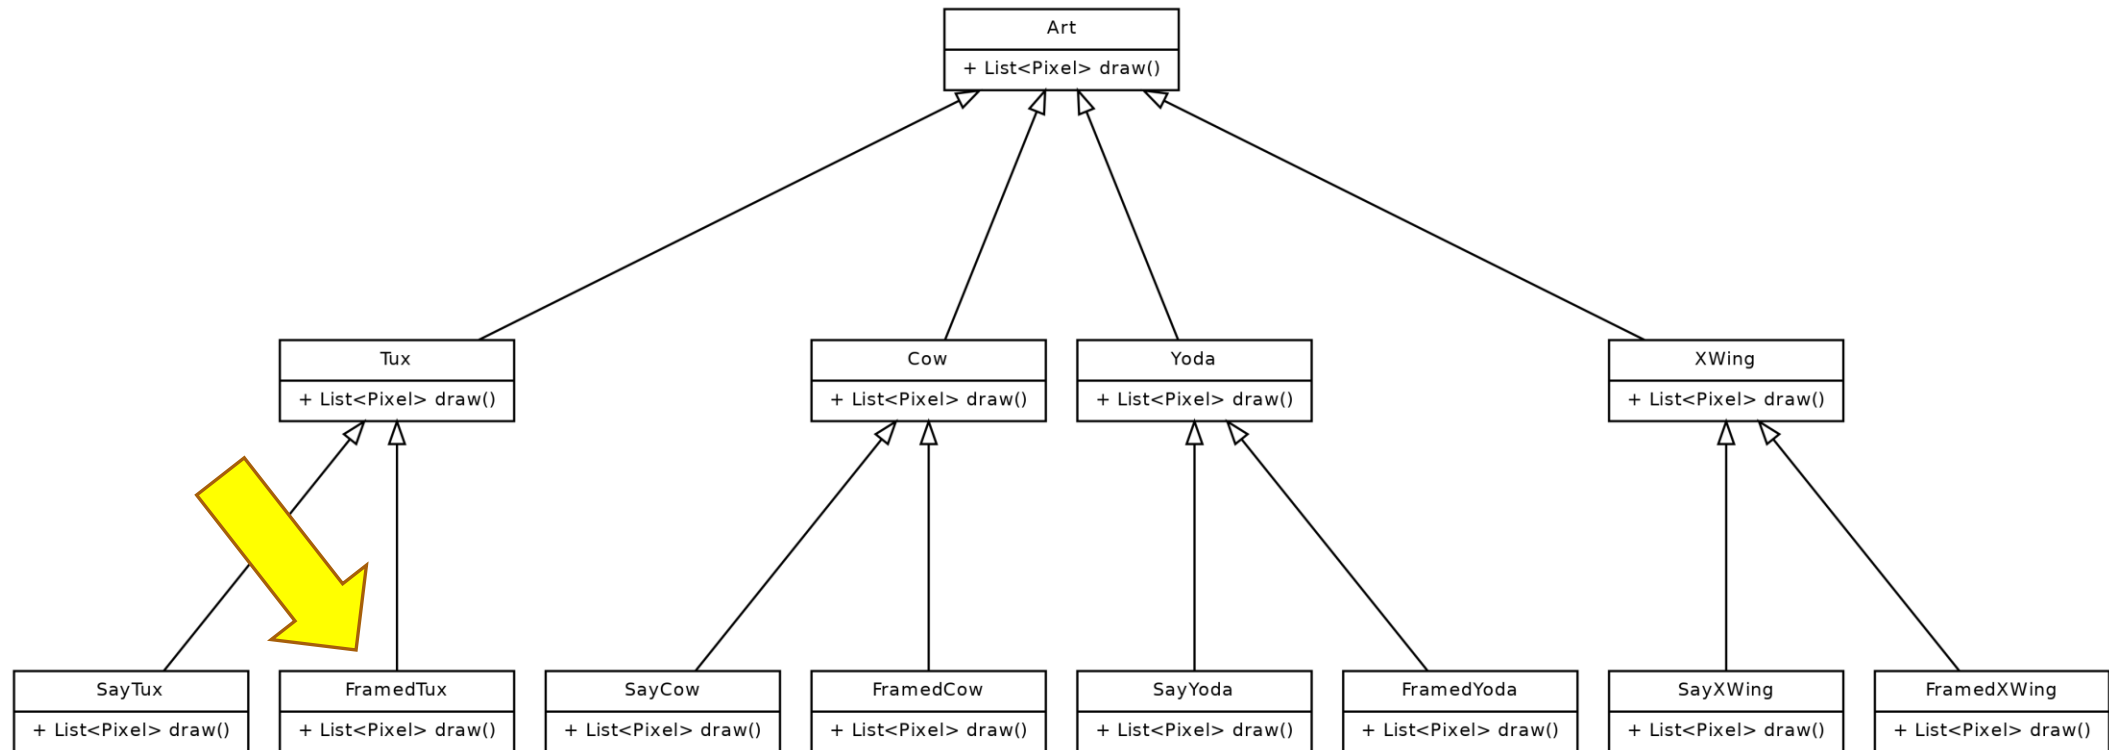 Art
+ List<Pixel> draw()
Tux
+ List<Pixel> draw()
Cow
+ List<Pixel> draw()
Yoda
+ List<Pixel> draw()
XWing
+ List<Pixel> draw()
SayTux
+ List<Pixel> draw()
FramedTux
+ List<Pixel> draw()
SayCow
+ List<Pixel> draw()
FramedCow
+ List<Pixel> draw()
SayYoda
+ List<Pixel> draw()
FramedYoda
+ List<Pixel> draw()
SayXWing
+ List<Pixel> draw()
FramedXWing
+ List<Pixel> draw()